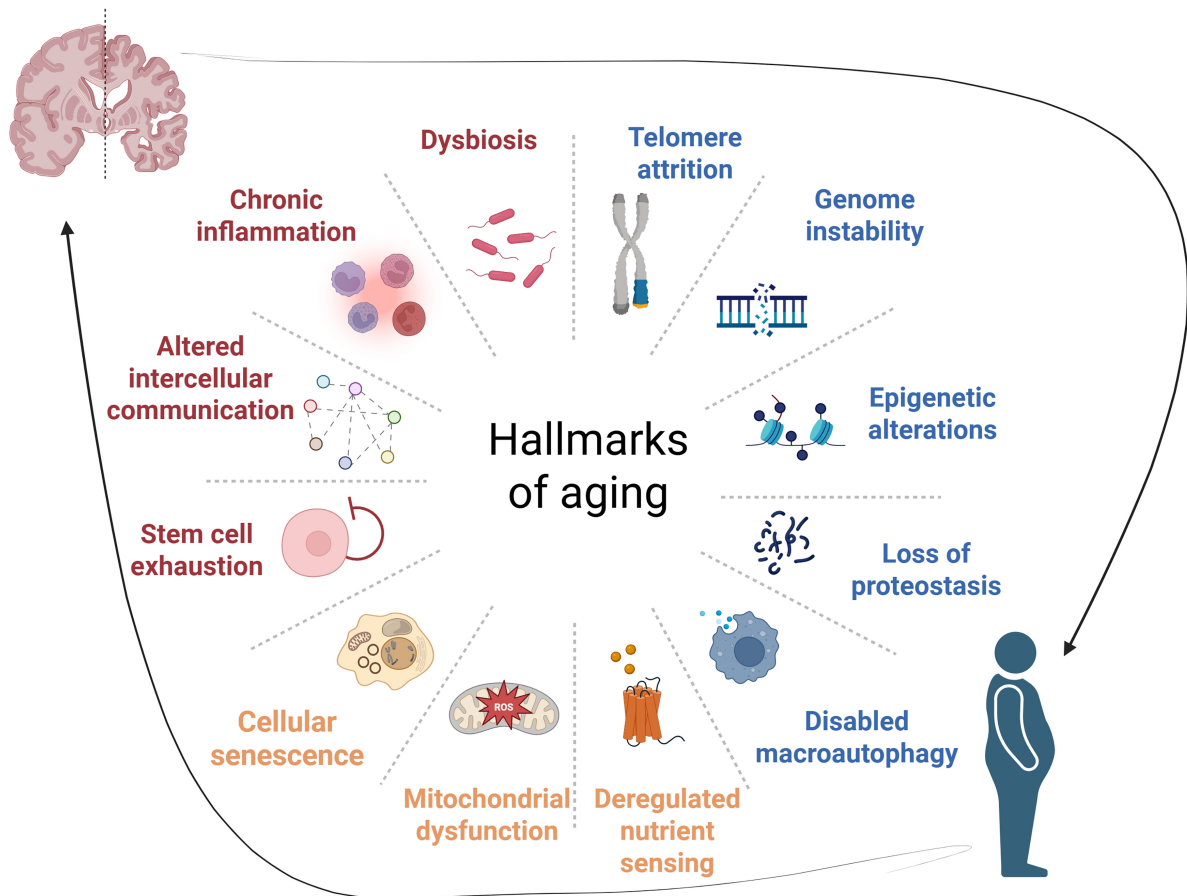 Dysbiosis
Telomere
attrition
Genome
instability
Epigenetic
alterations
Loss of
proteostasis
Disabled
macroautophagy
Deregulated
nutrient
sensing
Mitochondrial
dysfunction
ROS
Cellular
senescence
Stem cell
exhaustion
Altered
intercellular
communication
Chronic
inflammation
Hallmarks
of aging